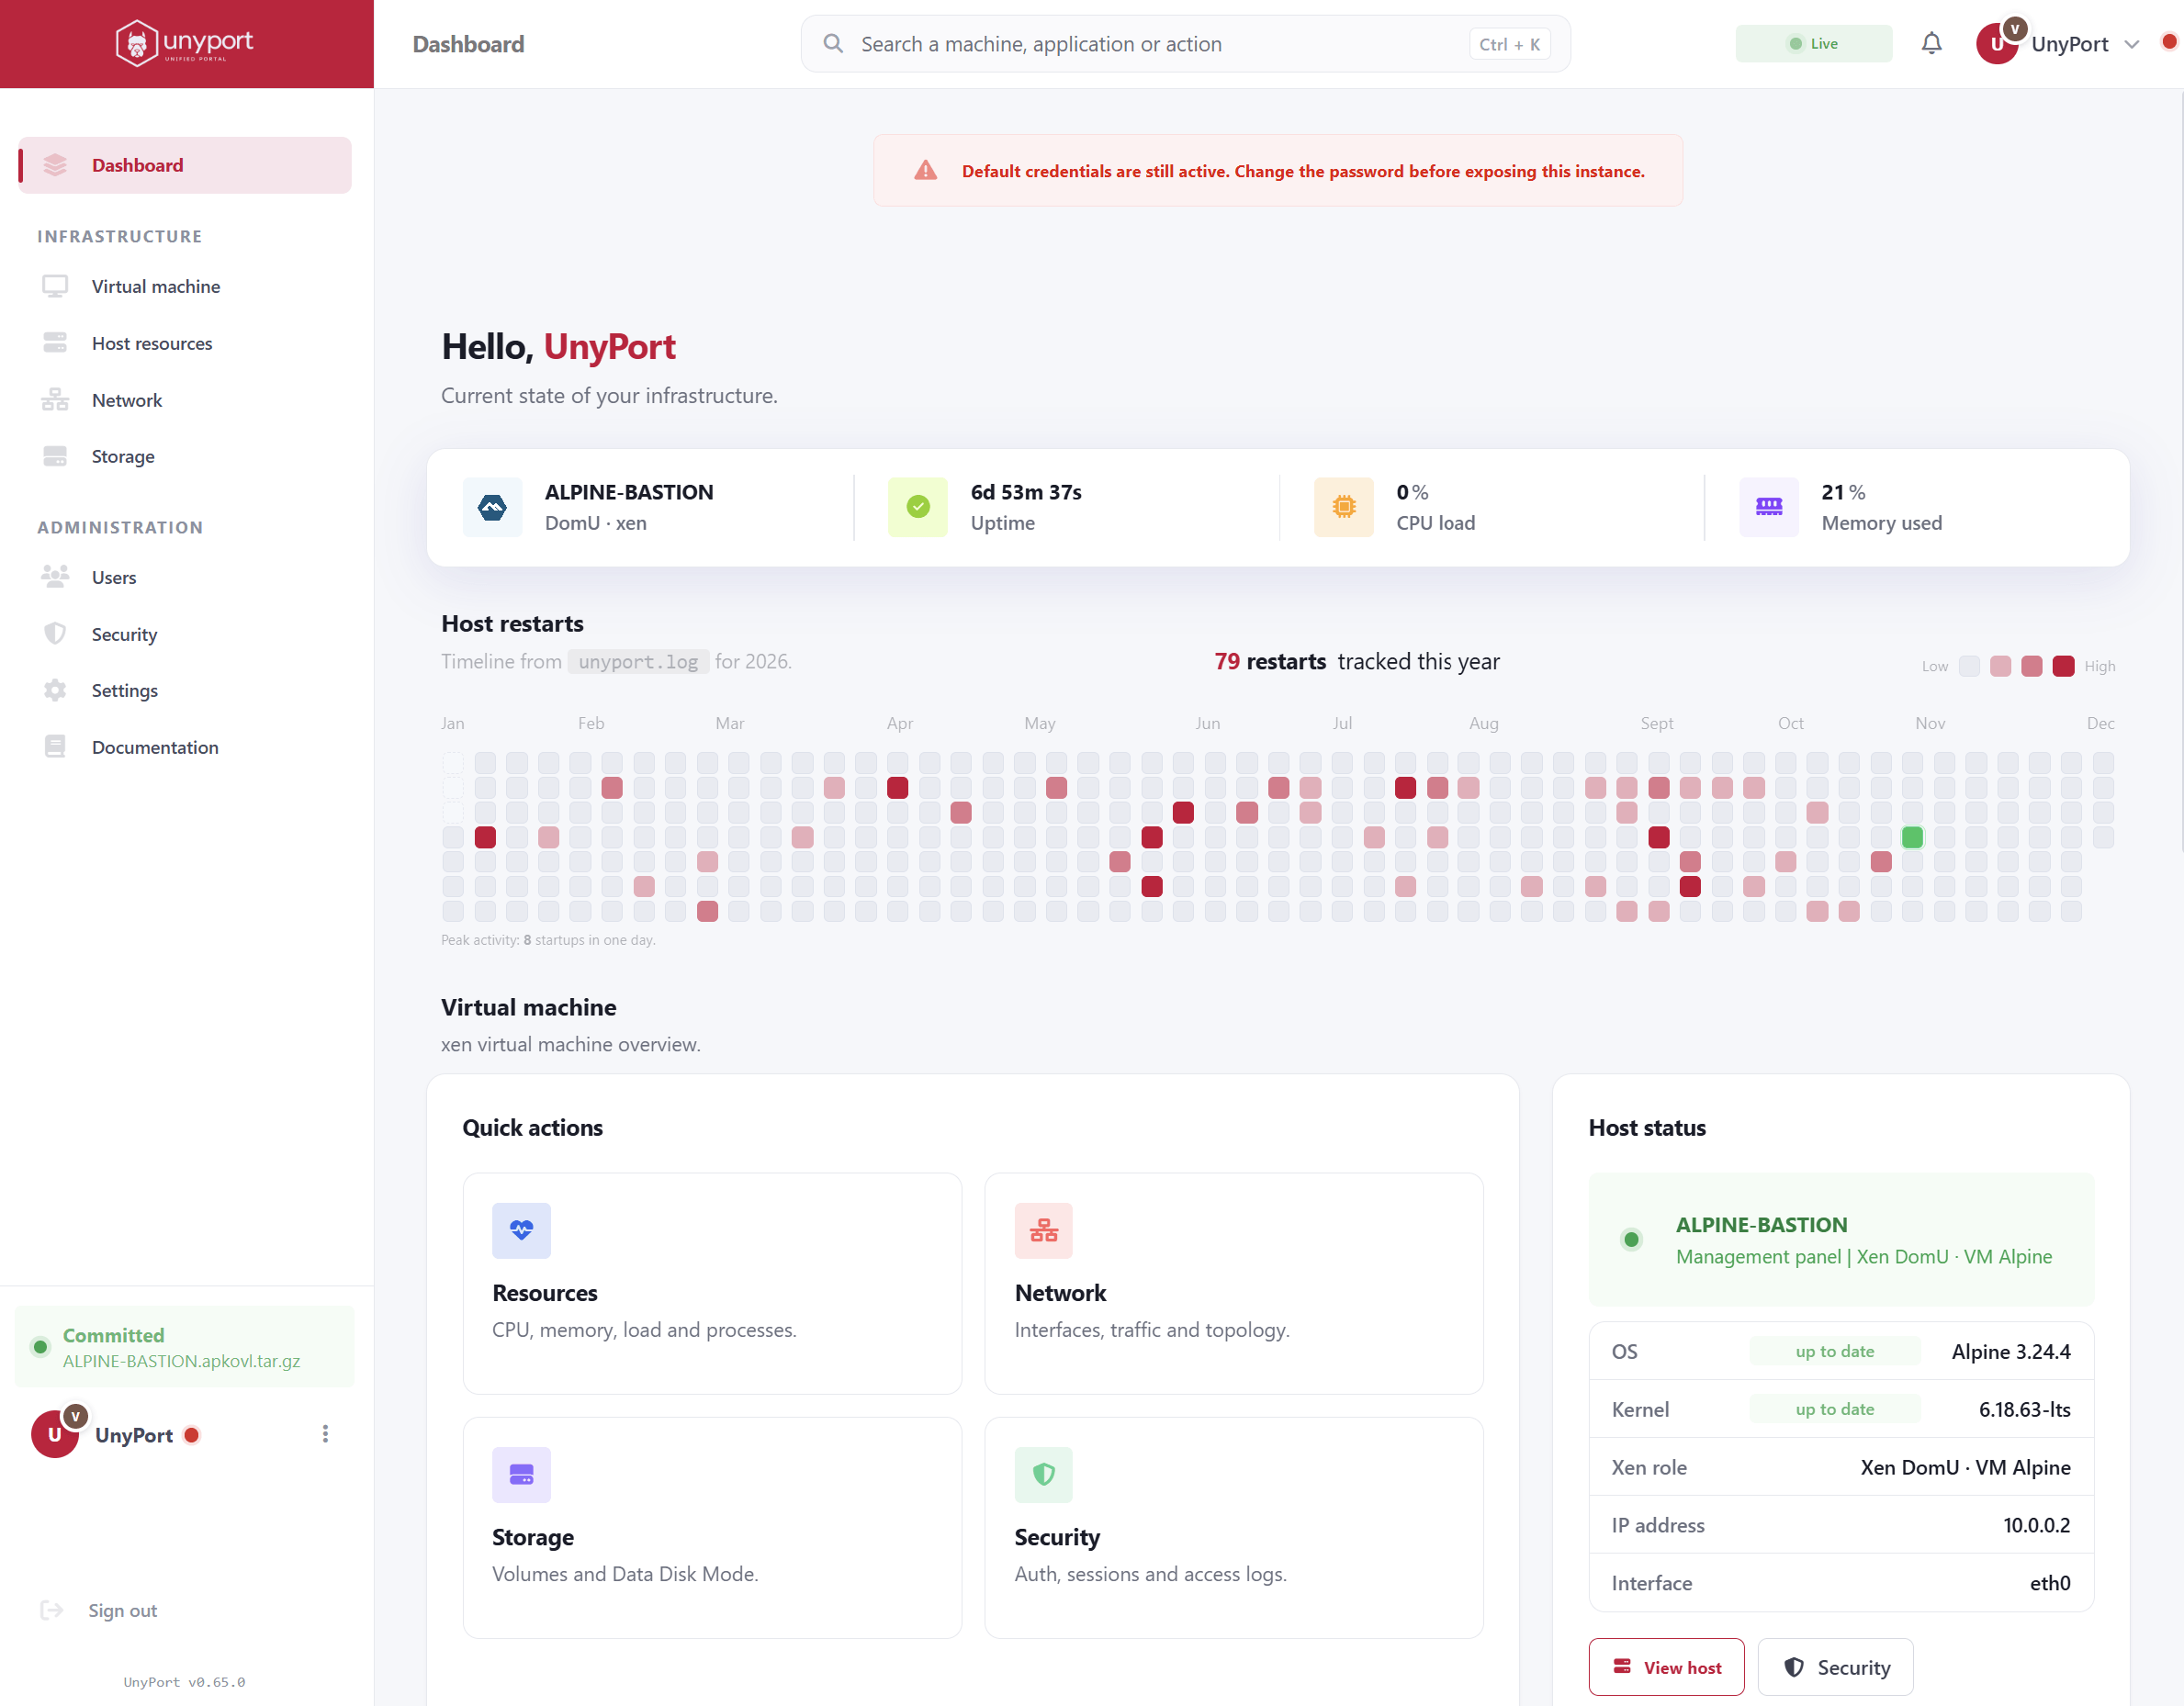 unyport
UNIFIED PORTAL
Dashboard
Search a machine, application or action
Ctrl + K
Live
U
V
UnyPort
Dashboard
INFRASTRUCTURE
Virtual machine
Host resources
Network
Storage
ADMINISTRATION
Users
Security
Settings
Documentation
Committed
ALPINE-BASTION.apkovl.tar.gz
U
V
UnyPort
Sign out
UnyPort v0.65.0
Default credentials are still active. Change the password before exposing this instance.
Hello, UnyPort
Current state of your infrastructure.
ALPINE-BASTION
DomU · xen
6d 53m 37s
Uptime
0 %
CPU load
21 %
Memory used
Host restarts
Timeline from unyport.log for 2026.
79 restarts tracked this year
Low
High
Jan Feb Mar Apr May Jun Jul Aug Sept Oct Nov Dec
Peak activity: 8 startups in one day.
Virtual machine
xen virtual machine overview.
Quick actions
Resources
CPU, memory, load and processes.
Network
Interfaces, traffic and topology.
Storage
Volumes and Data Disk Mode.
Security
Auth, sessions and access logs.
Host status
ALPINE-BASTION
Management panel | Xen DomU · VM Alpine
OS up to date Alpine 3.24.4
Kernel up to date 6.18.63-lts
Xen role Xen DomU · VM Alpine
IP address 10.0.0.2
Interface eth0
View host
Security